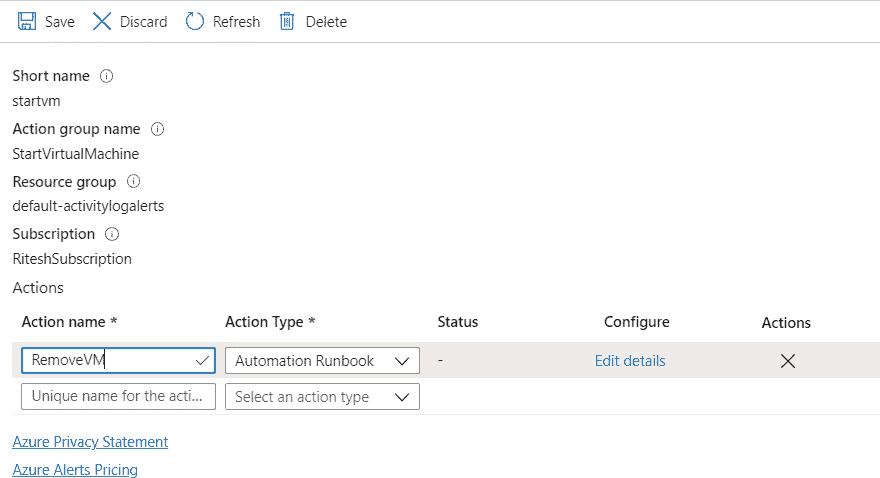 Save Discard Refresh Delete
Short name
startvm
Action group name
StartVirtualMachine
Resource group
default-activitylogalerts
Subscription
RiteshSubscription
Actions
Action name * Action Type * Status Configure Actions
RemoveVM Automation Runbook - Edit details
Unique name for the acti... Select an action type
Azure Privacy Statement
Azure Alerts Pricing